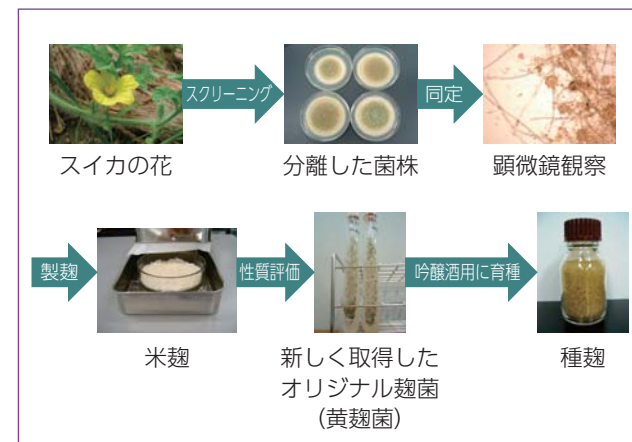 スクリーニング
同定
スイカの花
分離した菌株
顕微鏡観察
製麹
性質評価
吟醸酒用に育種
米麹
新しく取得した
オリジナル麹菌
(黄麹菌)
種麹